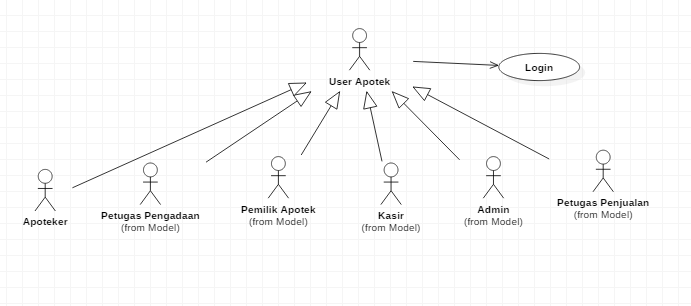 User Apotek
Login
Apoteker
Petugas Pengadaan
(from Model)
Pemilik Apotek
(from Model)
Kasir
(from Model)
Admin
(from Model)
Petugas Penjualan
(from Model)